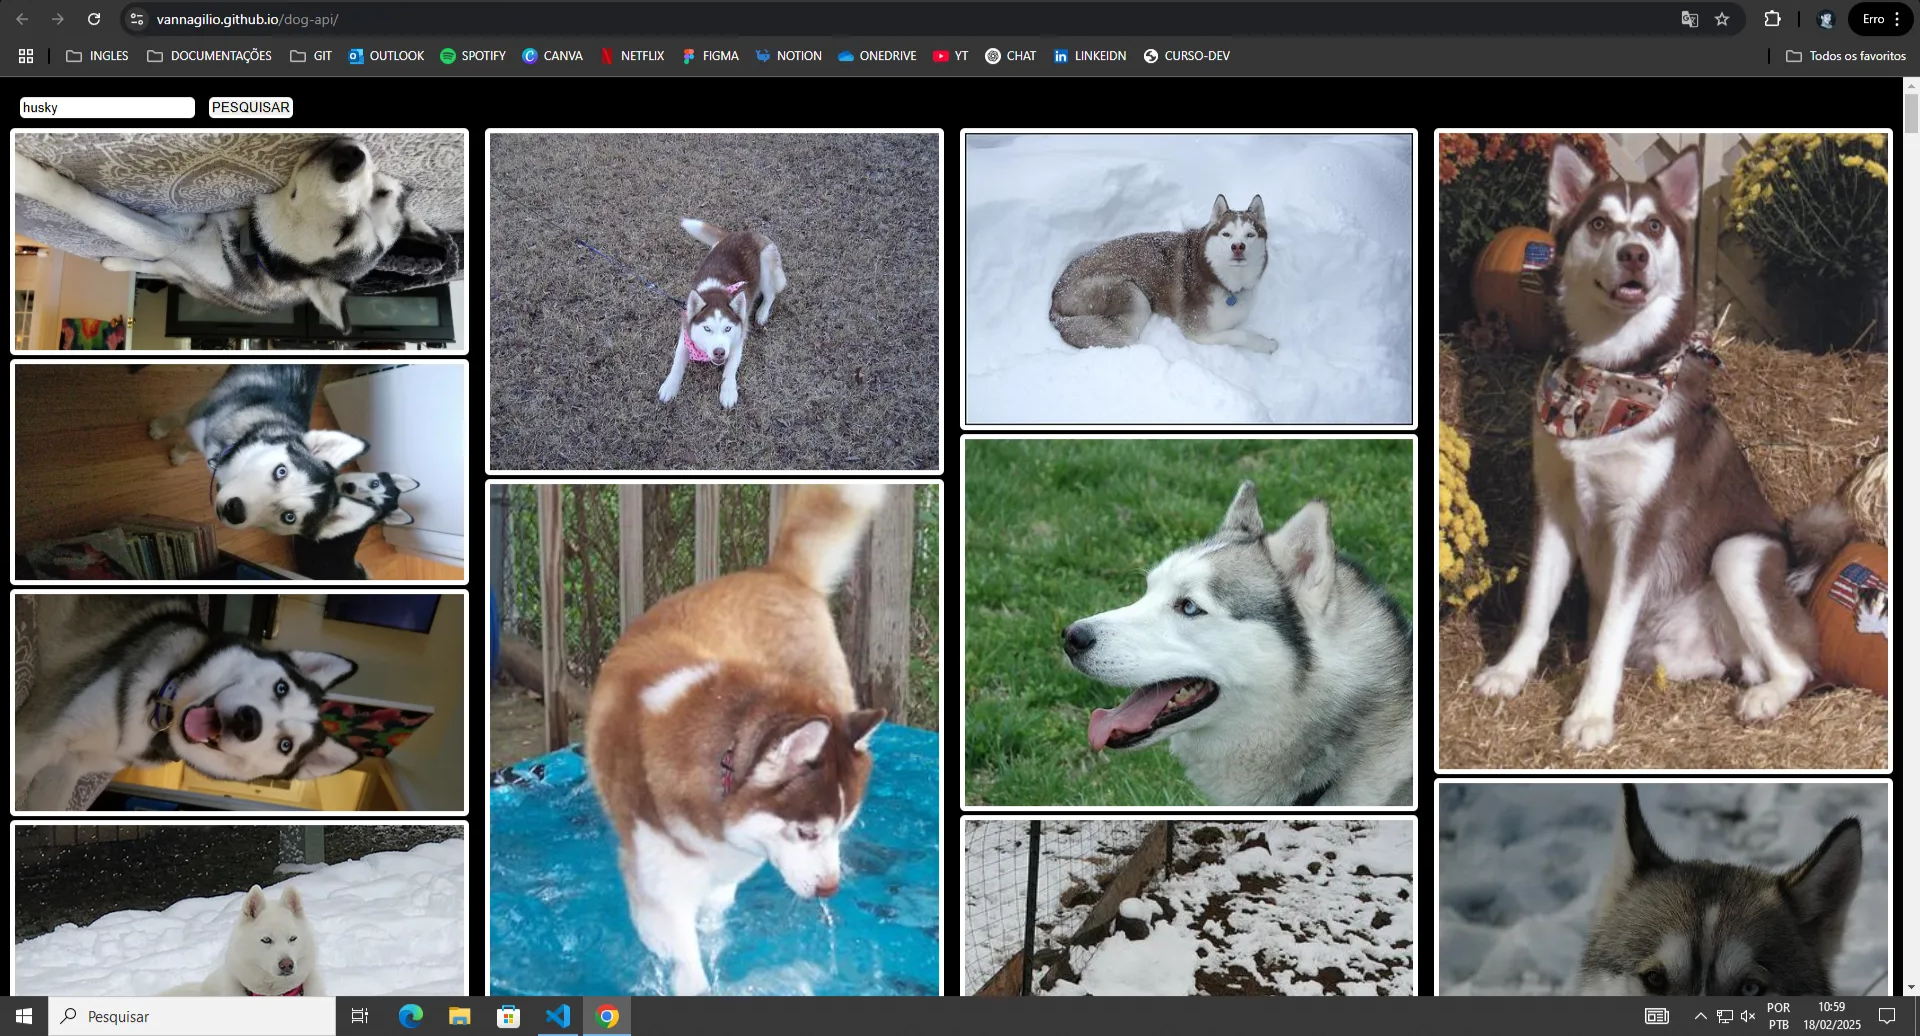 vannagilio.github.io/dog-api/
Erro
INGLES
DOCUMENTAÇÕES
GIT
OUTLOOK
SPOTIFY
CANVA
NETFLIX
FIGMA
NOTION
ONEDRIVE
YT
CHAT
LINKEIDN
CURSO-DEV
Todos os favoritos
husky
PESQUISAR
Pesquisar
POR
PTB
10:59
18/02/2025